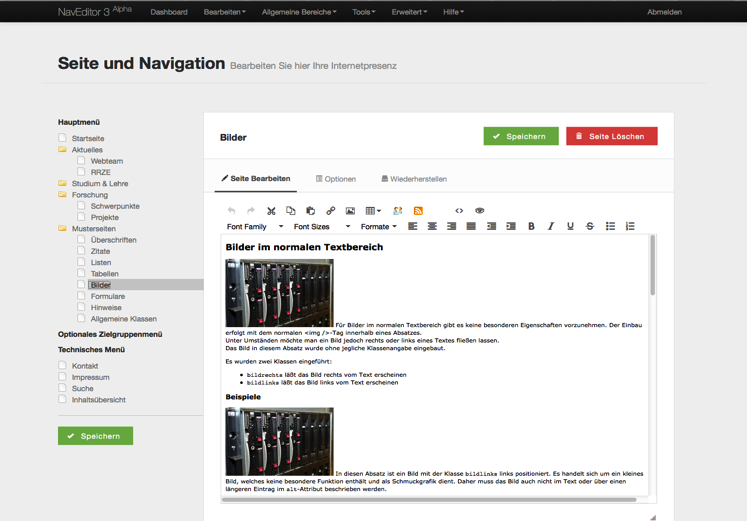 NavEditor 3 Alpha Dashboard Bearbeiten Allgemeine Bereiche Tools Erweitert Hilfe Abmelden
Seite und Navigation Bearbeiten Sie hier Ihre Internetpresenz
Hauptmenü
Startseite
Aktuelles
Webteam
RRZE
Studium & Lehre
Forschung
Schwerpunkte
Projekte
Musterseiten
Überschriften
Zitate
Listen
Tabellen
Bilder
Formulare
Hinweise
Allgemeine Klassen
Optionales Zielgruppenmenü
Technisches Menü
Kontakt
Impressum
Suche
Inhaltsübersicht
Speichern
Bilder
Speichern
Seite Löschen
Seite Bearbeiten Optionen Wiederherstellen
Font Family Font Sizes Formate B I U S
Bilder im normalen Textbereich
Für Bilder im normalen Textbereich gibt es keine besonderen Eigenschaften vorzunehmen. Der Einbau
erfolgt mit dem normalen <img />-Tag innerhalb eines Absatzes.
Unter Umständen möchte man ein Bild jedoch rechts oder links eines Textes fließen lassen.
Das Bild in diesem Absatz wurde ohne jegliche Klassenangabe eingebaut.
Es wurden zwei Klassen eingeführt:
bildrechts läßt das Bild rechts vom Text erscheinen
bildlinks läßt das Bild links vom Text erscheinen
Beispiele
In diesen Absatz ist ein Bild mit der Klasse bildlinks links positioniert. Es handelt sich um ein kleines
Bild, welches keine besondere Funktion enthält und als Schmuckgrafik dient. Daher muss das Bild auch nicht im Text oder über einen
längeren Eintrag im alt-Attribut beschrieben werden.